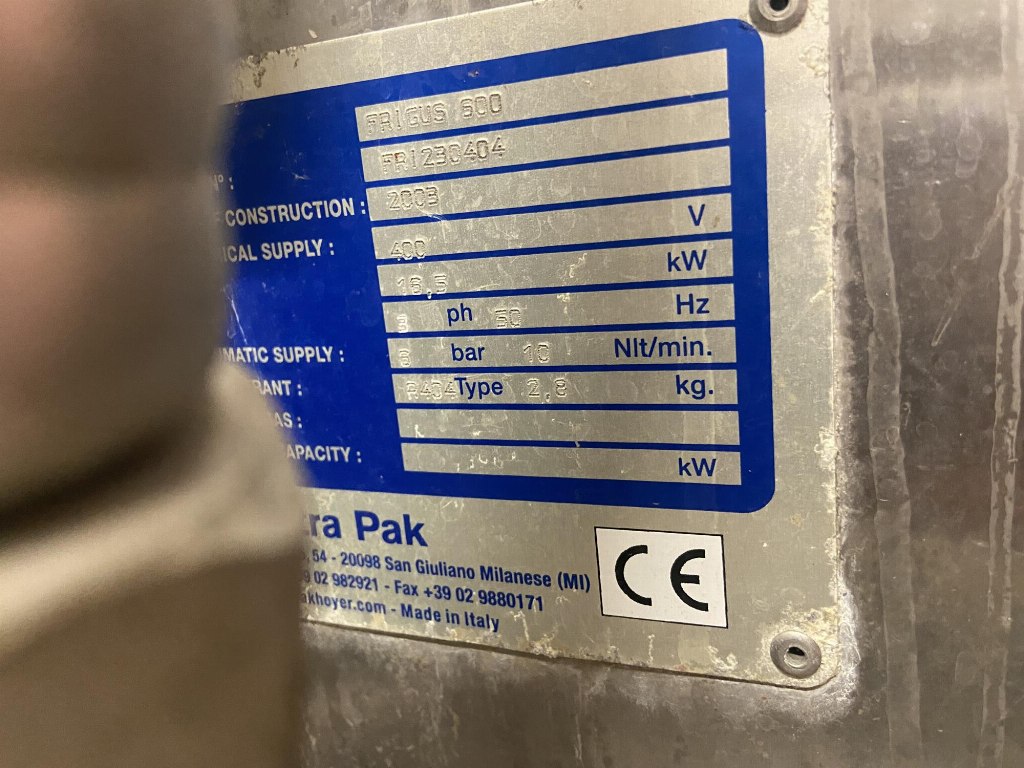 FRIGUS 600
N° : FR1230404
CONSTRUCTION : 2003
ICAL SUPPLY : 400 V
16,5 kW
3 ph 50 Hz
MATIC SUPPLY : 8 bar 10 Nlt/min.
RANT : R404 Type 2,8 kg.
AS :
APACITY : kW
ra Pak
54 - 20098 San Giuliano Milanese (MI)
02 982921 - Fax +39 02 9880171
akhoyer.com - Made in Italy
CE